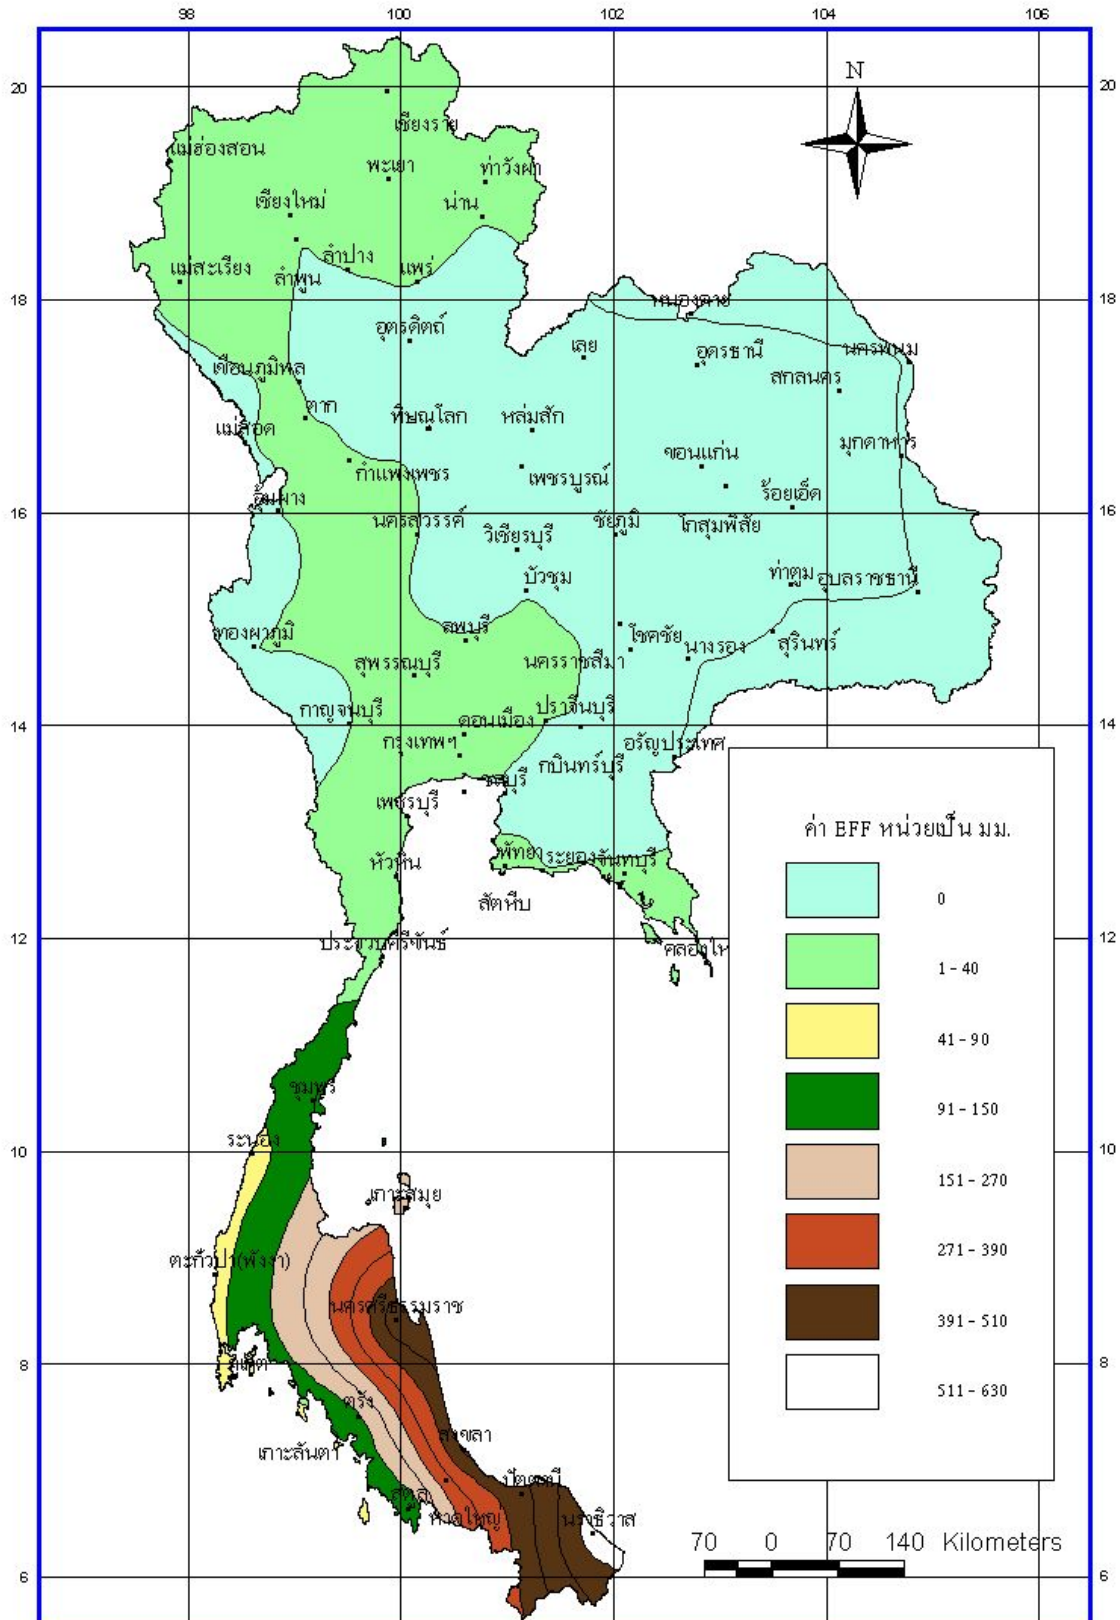 98 100 102 104 106
N
20 20
เชียงราย
แม่ฮ่องสอน
พะเยา
ท่าวังผา
เชียงใหม่
น่าน
ลำปาง
แม่สะเรียง
แพร่
ลำพูน
18 18
หนองคาย
อุตรดิตถ์
เลย
อุดรธานี
นครพนม
เขื่อนภูมิพล
สกลนคร
ตาก
พิษณุโลก
หล่มสัก
แม่สอด
มุกดาหาร
ขอนแก่น
กำแพงเพชร
เพชรบูรณ์
ร้อยเอ็ด
อุ้มผาง
16 16
นครสวรรค์
ชัยภูมิ
โกสุมพิสัย
วิเชียรบุรี
ท่าตูม
อุบลราชธานี
บัวชุม
ทองผาภูมิ
ลพบุรี
โชคชัย
นางรอง
สุรินทร์
สุพรรณบุรี
นครราชสีมา
กาญจนบุรี
ปราจีนบุรี
14 14
ดอนเมือง
กรุงเทพฯ
อรัญประเทศ
กบินทร์บุรี
ชลบุรี
เพชรบุรี
ค่า EFF หน่วยเป็น มม.
หัวหิน
พัทยา
ระยอง
จันทบุรี
0
สัตหีบ
12 12
ประจวบคีรีขันธ์
1 - 40
41 - 90
ชุมพร
91 - 150
ระนอง
10 10
151 - 270
เกาะสมุย
271 - 390
ตะกั่วป่า(พังงา)
นครศรีธรรมราช
391 - 510
8 8
511 - 630
ตรัง
สงขลา
เกาะลันตา
ปัตตานี
สตูล
หาดใหญ่
นราธิวาส
70 0 70 140 Kilometers
6 6